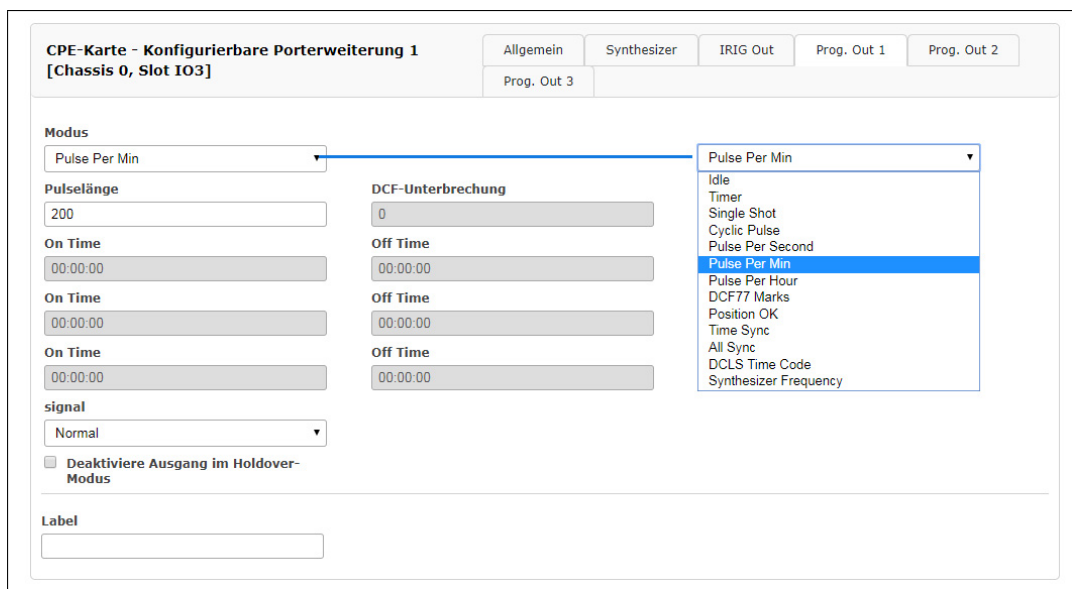 CPE-Karte - Konfigurierbare Porterweiterung 1
[Chassis 0, Slot IO3]
Allgemein
Synthesizer
IRIG Out
Prog. Out 1
Prog. Out 2
Prog. Out 3
Modus
Pulse Per Min
Pulselänge
DCF-Unterbrechung
200
0
On Time
Off Time
00:00:00
00:00:00
On Time
Off Time
00:00:00
00:00:00
On Time
Off Time
00:00:00
00:00:00
signal
Normal
Deaktiviere Ausgang im Holdover-
Modus
Label
Pulse Per Min
Idle
Timer
Single Shot
Cyclic Pulse
Pulse Per Second
Pulse Per Min
Pulse Per Hour
DCF77 Marks
Position OK
Time Sync
All Sync
DCLS Time Code
Synthesizer Frequency